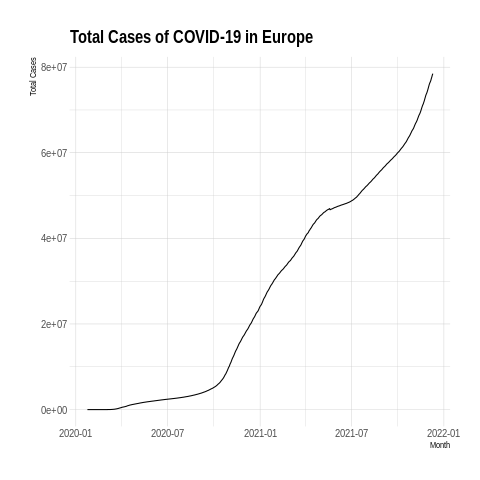 Total Cases of COVID-19 in Europe
Total Cases
8e+07
6e+07
4e+07
2e+07
0e+00
2020-01 2020-07 2021-01 2021-07 2022-01
Month